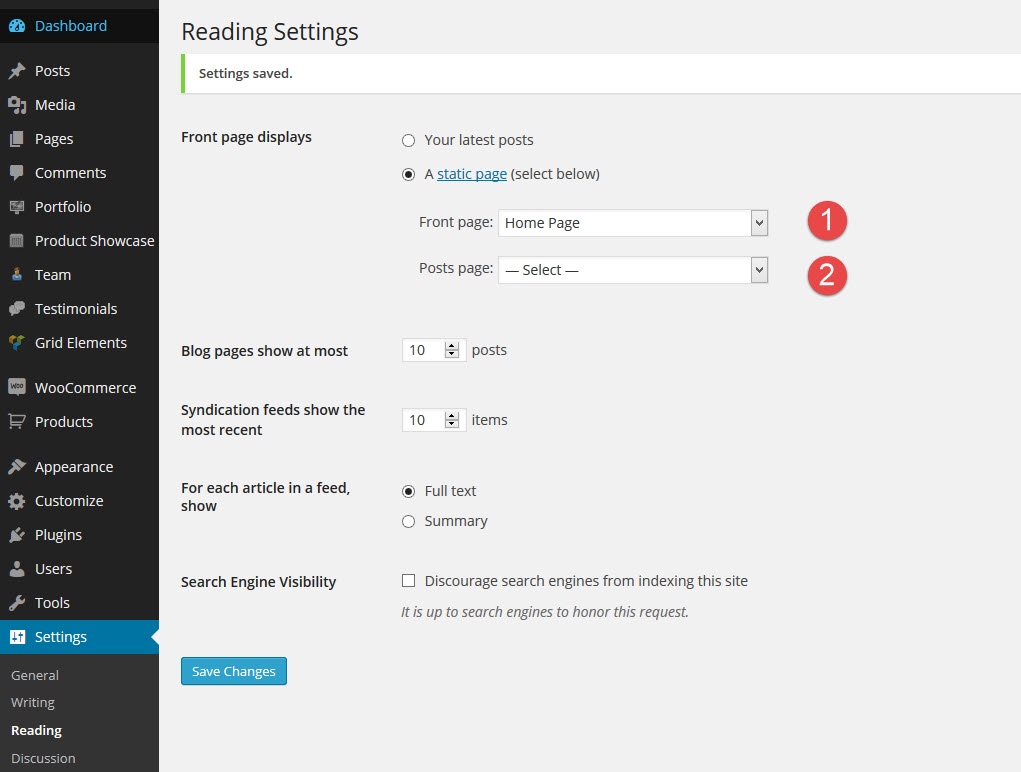 Dashboard
Posts
Media
Pages
Comments
Portfolio
Product Showcase
Team
Testimonials
Grid Elements
WOO WooCommerce
Products
Appearance
Customize
Plugins
Users
Tools
Settings
General
Writing
Reading
Discussion
Reading Settings
Settings saved.
Front page displays
Your latest posts
A static page (select below)
Front page: Home Page
1
Posts page: — Select —
2
Blog pages show at most 10 posts
Syndication feeds show the
most recent
10 items
For each article in a feed,
show
Full text
Summary
Search Engine Visibility
Discourage search engines from indexing this site
It is up to search engines to honor this request.
Save Changes